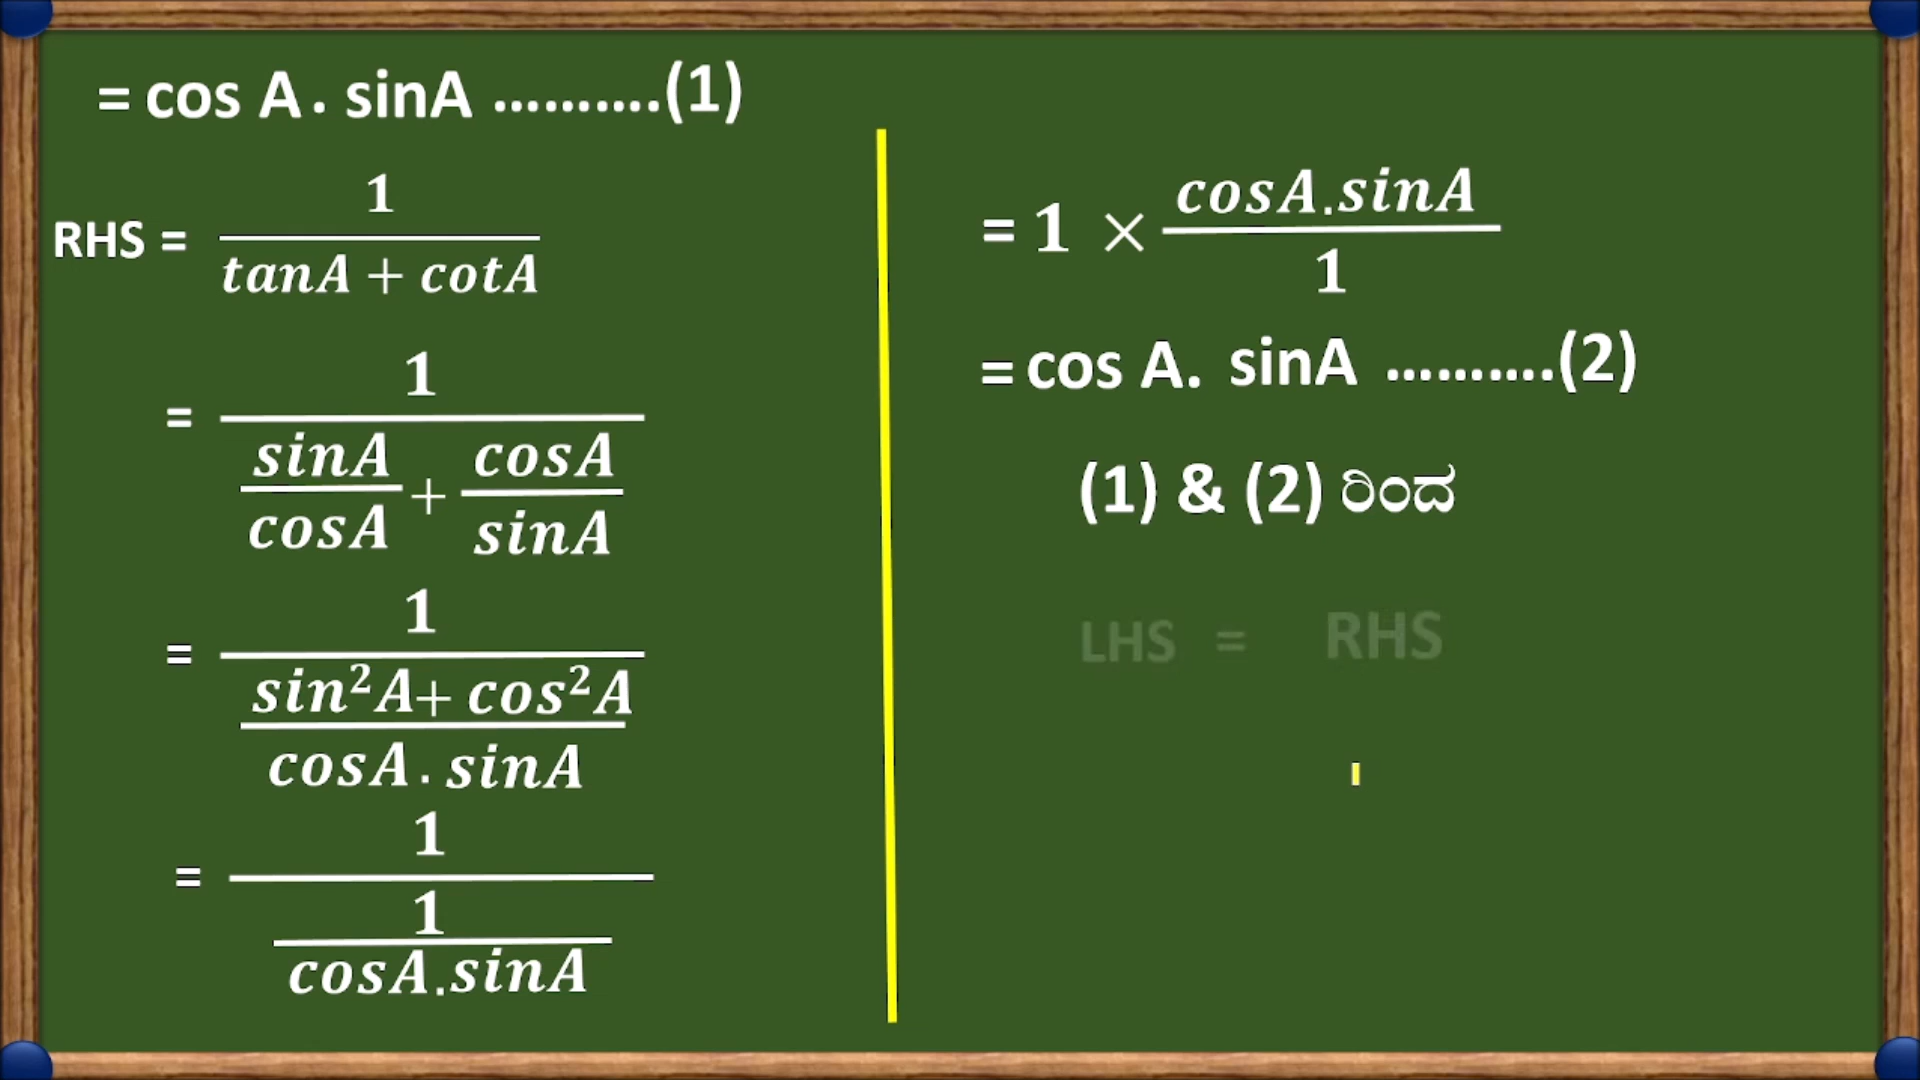 = cos A . sinA ..........(1)
RHS = 1 / (tanA + cotA)
= 1 / (sinA/cosA + cosA/sinA)
= 1 / ((sin²A + cos²A) / (cosA . sinA))
= 1 / (1 / (cosA.sinA))
= 1 × cosA.sinA / 1
= cos A. sinA ..........(2)
(1) & (2) ರಿಂದ
LHS = RHS